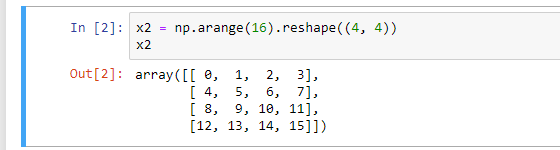 In [2]: x2 = np.arange(16).reshape((4, 4))
x2
Out[2]: array([[ 0,  1,  2,  3],
       [ 4,  5,  6,  7],
       [ 8,  9, 10, 11],
       [12, 13, 14, 15]])